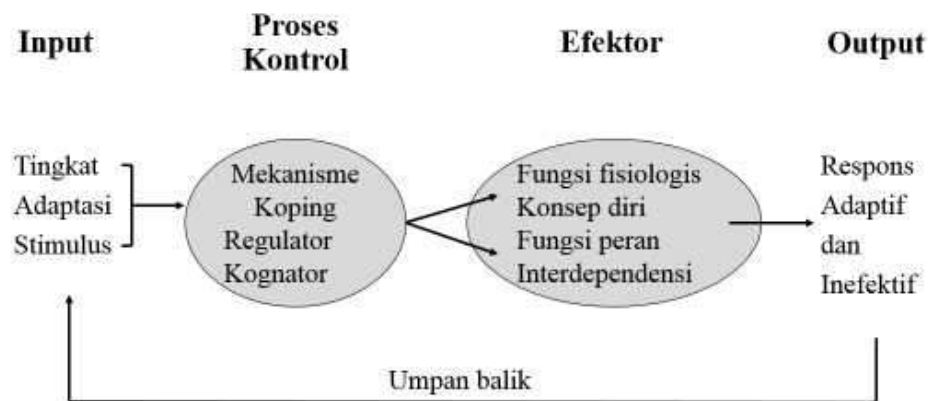 Input
Proses
Kontrol
Efektor
Output
Tingkat
Adaptasi
Stimulus
Mekanisme
Koping
Regulator
Kognator
Fungsi fisiologis
Konsep diri
Fungsi peran
Interdependensi
Respons
Adaptif
dan
Inefektif
Umpan balik